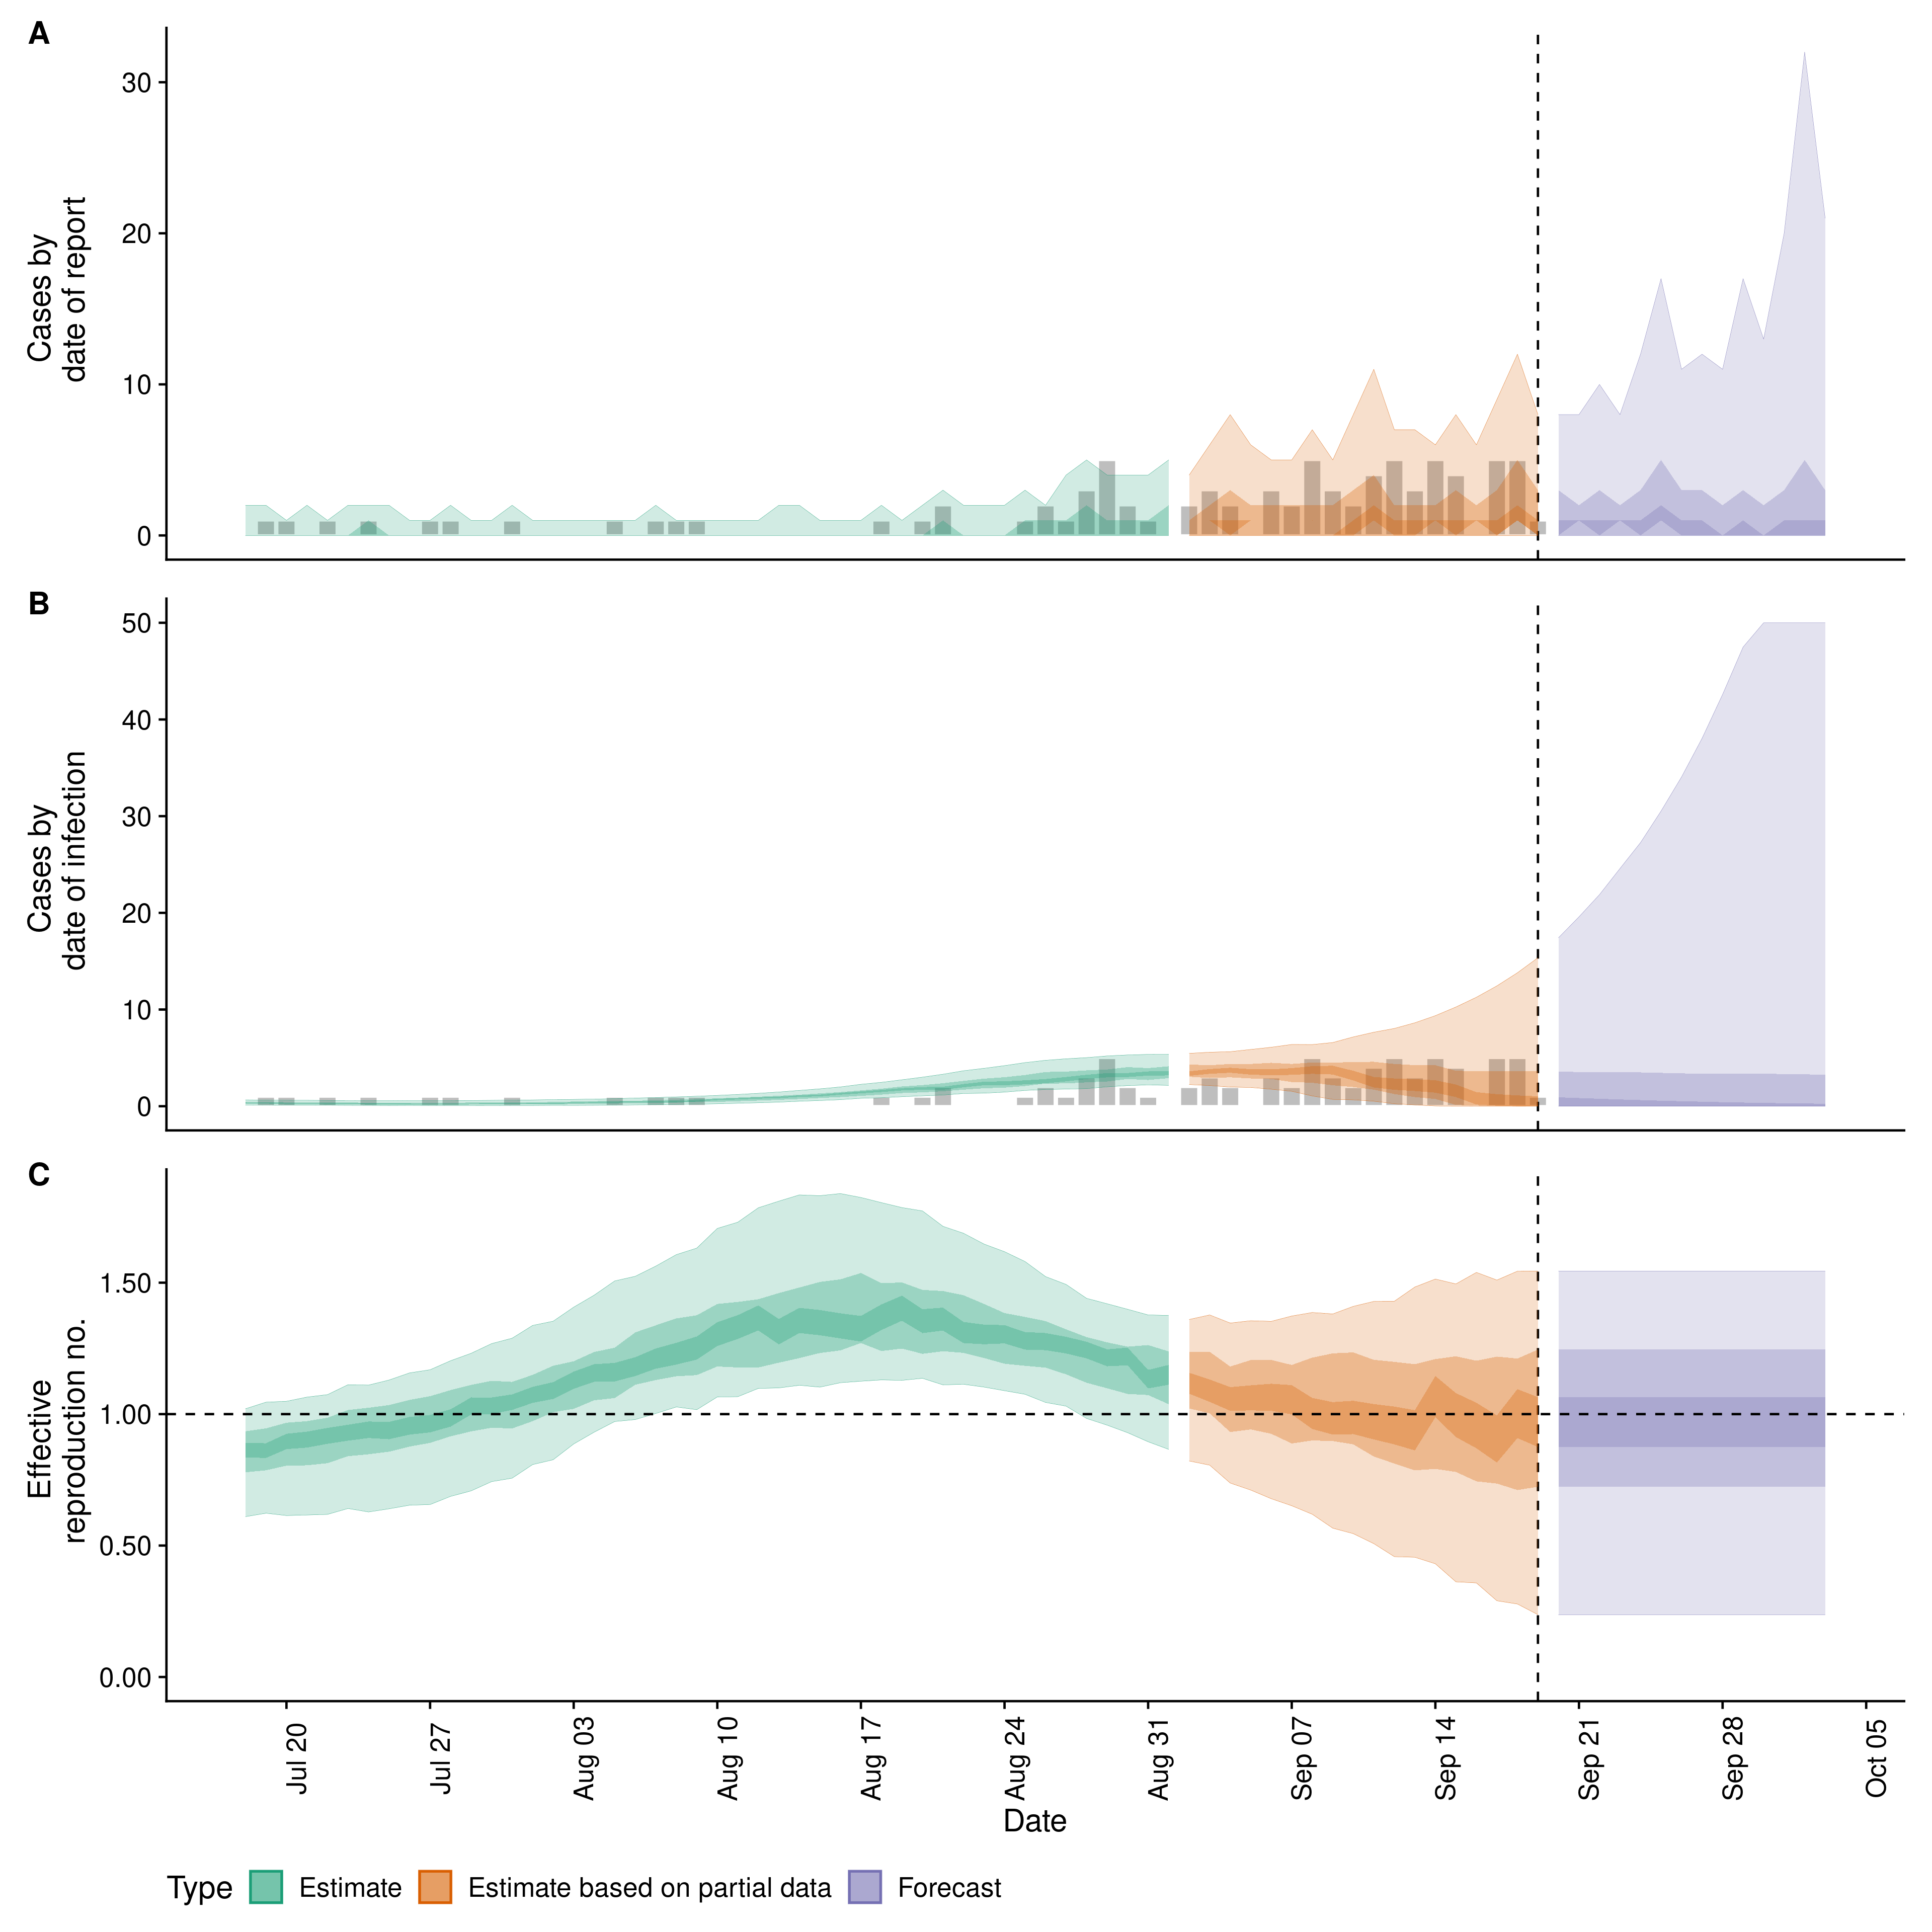 A
Cases by
date of report
30
20
10
0
B
Cases by
date of infection
50
40
30
20
10
0
C
Effective
reproduction no.
1.50
1.00
0.50
0.00
Jul 20
Jul 27
Aug 03
Aug 10
Aug 17
Aug 24
Aug 31
Sep 07
Sep 14
Sep 21
Sep 28
Oct 05
Date
Type Estimate Estimate based on partial data Forecast